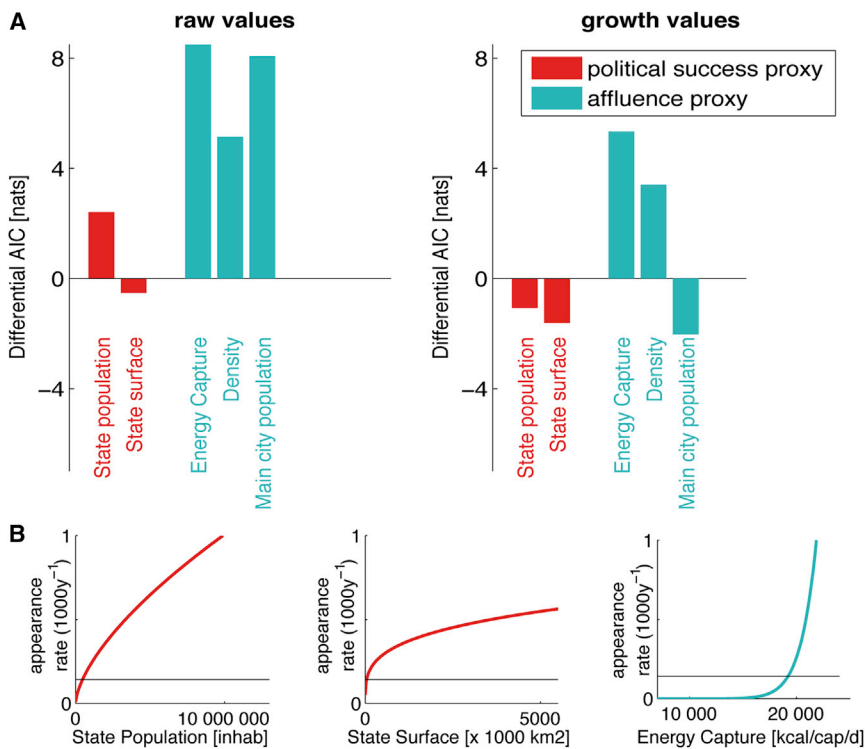 A
raw values
growth values
political success proxy
affluence proxy
Differential AIC [nats]
8
4
0
−4
State population
State surface
Energy Capture
Density
Main city population
Differential AIC [nats]
8
4
0
−4
State population
State surface
Energy Capture
Density
Main city population
B
appearance
rate (1000y⁻¹)
1
0
0
10 000 000
State Population [inhab]
appearance
rate (1000y⁻¹)
1
0
0
5000
State Surface [x 1000 km2]
appearance
rate (1000y⁻¹)
1
0
10 000
20 000
Energy Capture [kcal/cap/d]